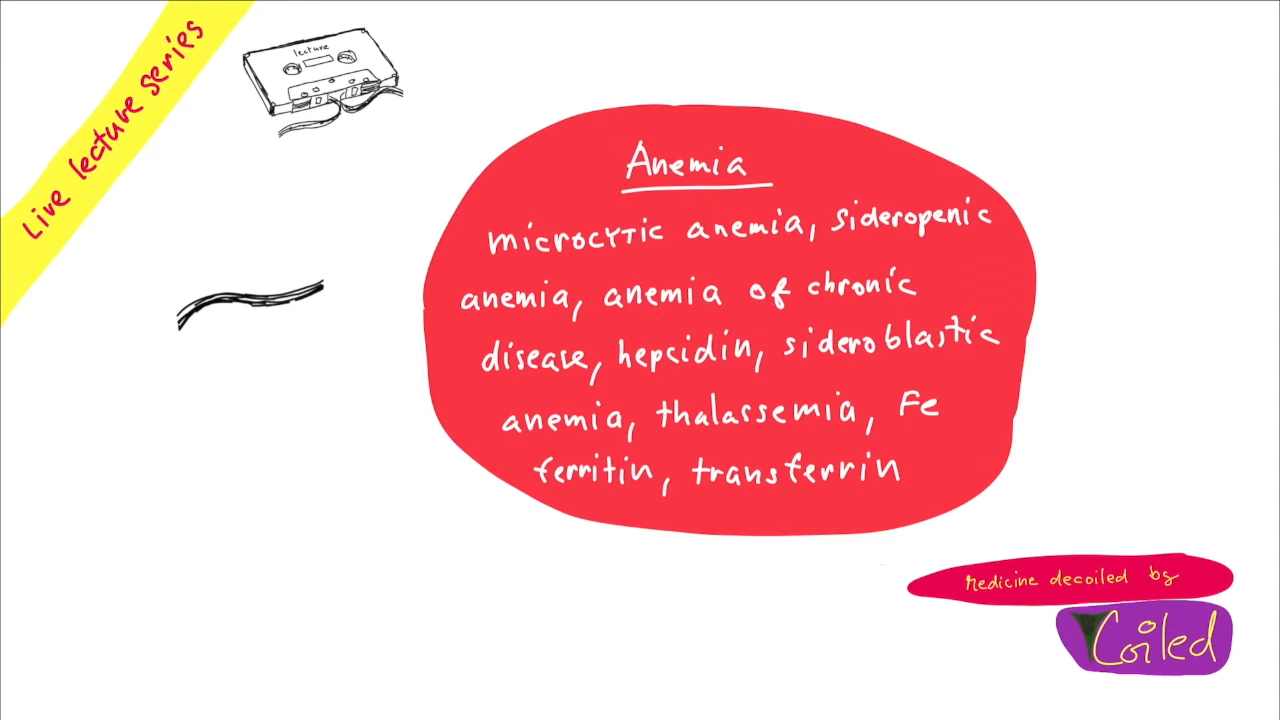 Live lecture series
lecture
Anemia
microcytic anemia, sideropenic
anemia, anemia of chronic
disease, hepcidin, sideroblastic
anemia, thalassemia, Fe
ferritin, transferrin
Medicine decoiled by
Coiled